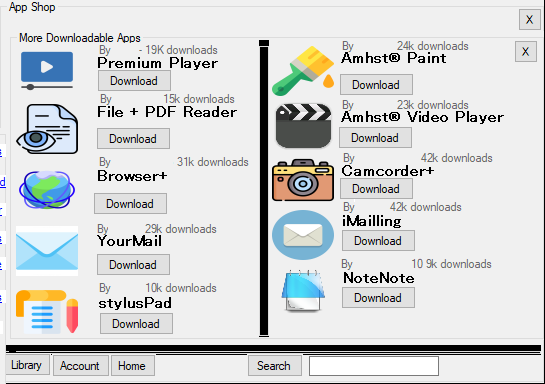 App Shop
X
More Downloadable Apps
X
By - 19K downloads
Premium Player
Download
By 15k downloads
File + PDF Reader
Download
By 31k downloads
Browser+
Download
By 29k downloads
YourMail
Download
By 10k downloads
stylusPad
Download
By 24k downloads
Amhst® Paint
Download
By 23k downloads
Amhst® Video Player
Download
By 42k downloads
Camcorder+
Download
By 42k downloads
iMailling
Download
By 10 9k downloads
NoteNote
Download
Library
Account
Home
Search